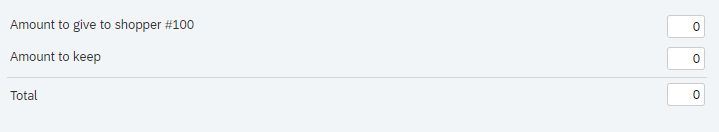 Amount to give to shopper #100 0
Amount to keep 0
Total 0